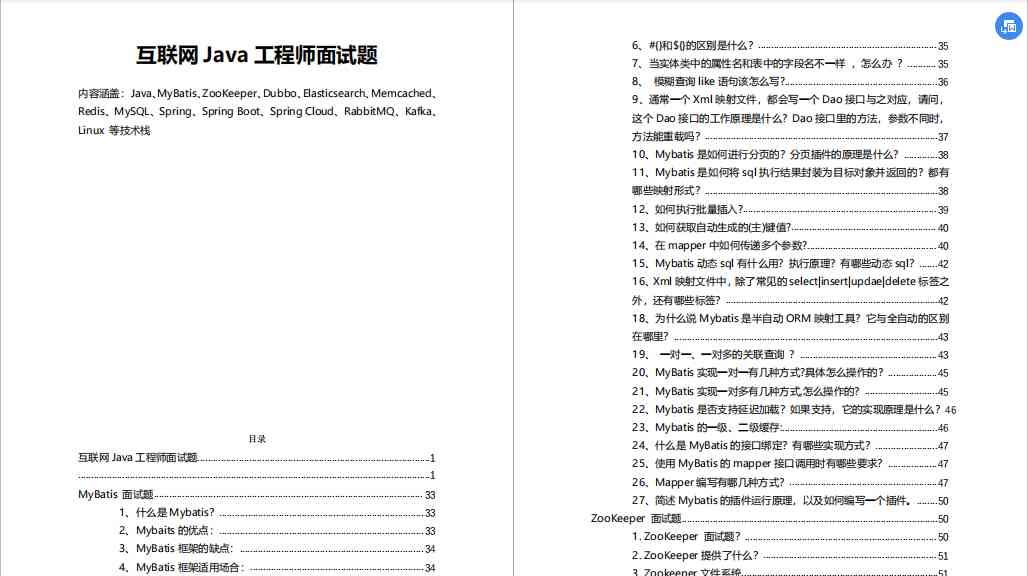 互联网 Java 工程师面试题
内容涵盖：Java、MyBatis、ZooKeeper、Dubbo、Elasticsearch、Memcached、
Redis、MySQL、Spring、Spring Boot、Spring Cloud、RabbitMQ、Kafka、
Linux 等技术栈
目录
互联网 Java 工程师面试题......1
......1
MyBatis 面试题......33
1、什么是 Mybatis？......33
2、Mybaits 的优点：......33
3、MyBatis 框架的缺点：......34
4、MyBatis 框架适用场合：......34
6、#{}和${}的区别是什么？......35
7、当实体类中的属性名和表中的字段名不一样 ，怎么办 ？......35
8、 模糊查询 like 语句该怎么写?......36
9、通常一个 Xml 映射文件，都会写一个 Dao 接口与之对应，请问，
这个 Dao 接口的工作原理是什么？Dao 接口里的方法，参数不同时，
方法能重载吗？......37
10、Mybatis 是如何进行分页的？分页插件的原理是什么？......38
11、Mybatis 是如何将 sql 执行结果封装为目标对象并返回的？都有
哪些映射形式？......38
12、如何执行批量插入?......39
13、如何获取自动生成的(主)键值?......40
14、在 mapper 中如何传递多个参数?......40
15、Mybatis 动态 sql 有什么用？执行原理？有哪些动态 sql？......42
16、Xml 映射文件中，除了常见的 select|insert|updae|delete 标签之
外，还有哪些标签？......42
18、为什么说 Mybatis 是半自动 ORM 映射工具？它与全自动的区别
在哪里？......43
19、 一对一、一对多的关联查询 ？......43
20、MyBatis 实现一对一有几种方式?具体怎么操作的？......45
21、MyBatis 实现一对多有几种方式,怎么操作的？......45
22、Mybatis 是否支持延迟加载？如果支持，它的实现原理是什么？46
23、Mybatis 的一级、二级缓存:......46
24、什么是 MyBatis 的接口绑定？有哪些实现方式？......47
25、使用 MyBatis 的 mapper 接口调用时有哪些要求？......47
26、Mapper 编写有哪几种方式？......47
27、简述 Mybatis 的插件运行原理，以及如何编写一个插件。......50
ZooKeeper 面试题......50
1. ZooKeeper 面试题？......50
2. ZooKeeper 提供了什么？......51
3. Zookeeper 文件系统......51